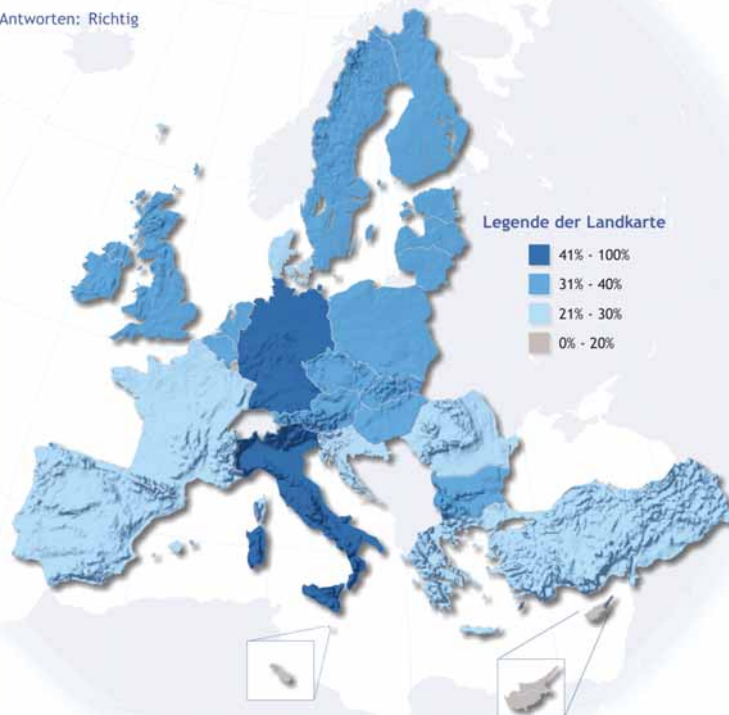 Antworten: Richtig
Legende der Landkarte
41% - 100%
31% - 40%
21% - 30%
0% - 20%